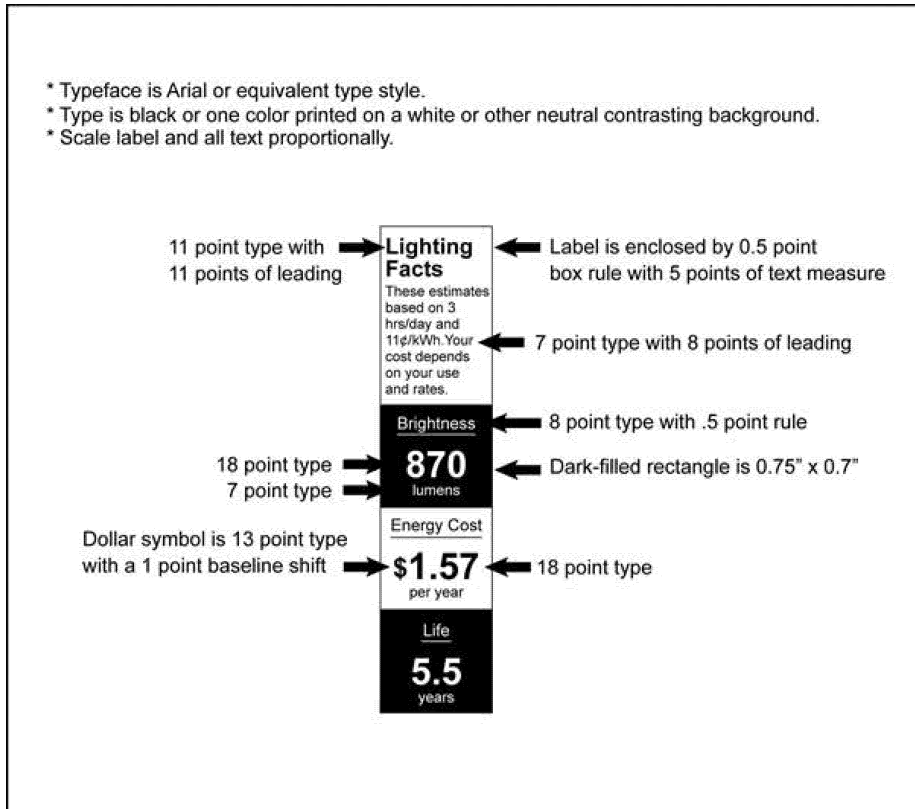 * Typeface is Arial or equivalent type style.
* Type is black or one color printed on a white or other neutral contrasting background.
* Scale label and all text proportionally.
11 point type with
11 points of leading
Lighting
Facts
These estimates
based on 3
hrs/day and
11¢/kWh.Your
cost depends
on your use
and rates.
Label is enclosed by 0.5 point
box rule with 5 points of text measure
7 point type with 8 points of leading
Brightness
8 point type with .5 point rule
18 point type
870
Dark-filled rectangle is 0.75” x 0.7”
7 point type
lumens
Energy Cost
Dollar symbol is 13 point type
with a 1 point baseline shift
$1.57
18 point type
per year
Life
5.5
years